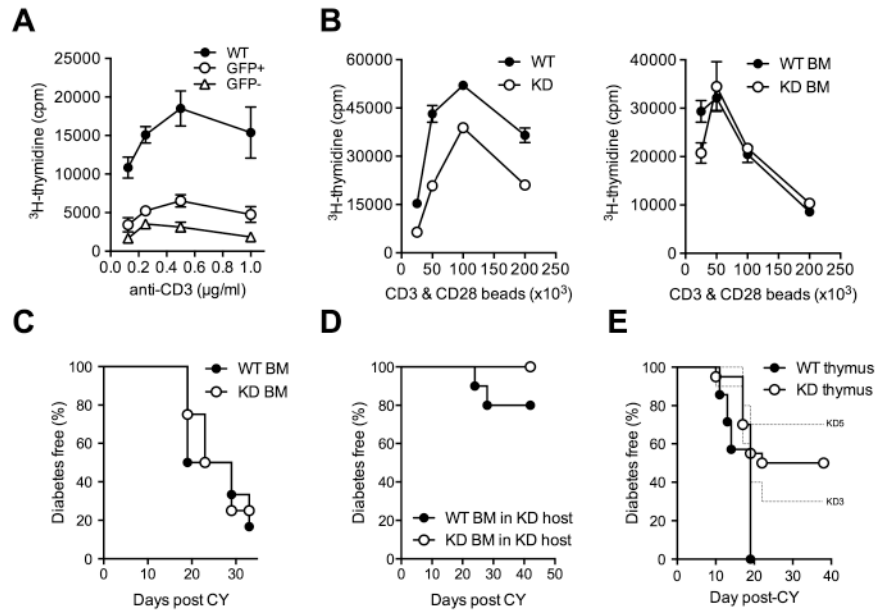 A
WT
GFP+
GFP-
25000
20000
15000
10000
5000
0
³H-thymidine (cpm)
0.0 0.2 0.4 0.6 0.8 1.0
anti-CD3 (µg/ml)
B
WT
KD
60000
45000
30000
15000
0
³H-thymidine (cpm)
0 50 100 150 200 250
CD3 & CD28 beads (x10³)
WT BM
KD BM
40000
30000
20000
10000
0
³H-thymidine (cpm)
0 50 100 150 200 250
CD3 & CD28 beads (x10³)
C
WT BM
KD BM
100
80
60
40
20
0
Diabetes free (%)
0 10 20 30
Days post CY
D
100
80
60
40
20
0
Diabetes free (%)
WT BM in KD host
KD BM in KD host
0 10 20 30 40 50
Days post CY
E
WT thymus
KD thymus
100
80
60
40
20
0
Diabetes free (%)
KD5
KD3
0 10 20 30 40
Day post-CY